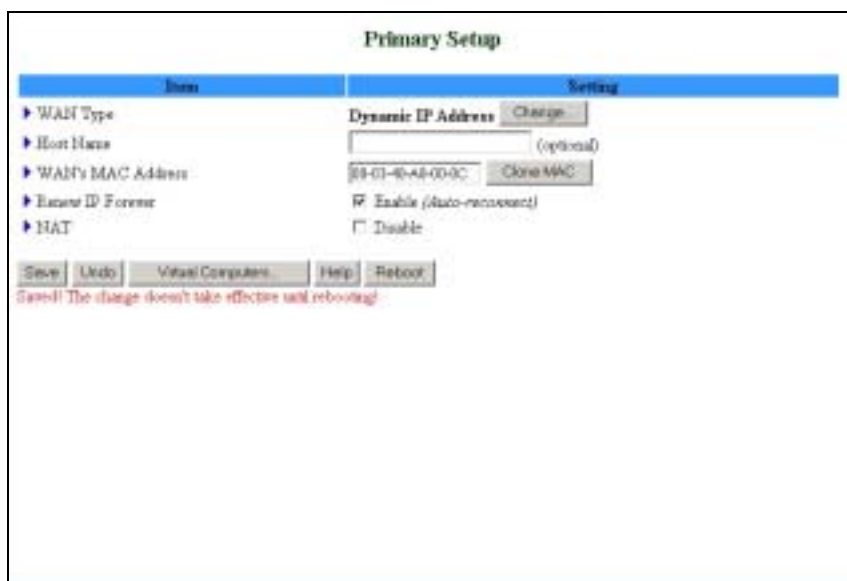 Primary Setup
Item Setting
WAN Type Dynamic IP Address Change...
Host Name (optional)
WAN's MAC Address Clone MAC
Renew IP Forever Enable (Auto-reconnect)
NAT Disable
Save Undo Virtual Computers... Help Reboot
Saved! The change doesn't take effective until rebooting!